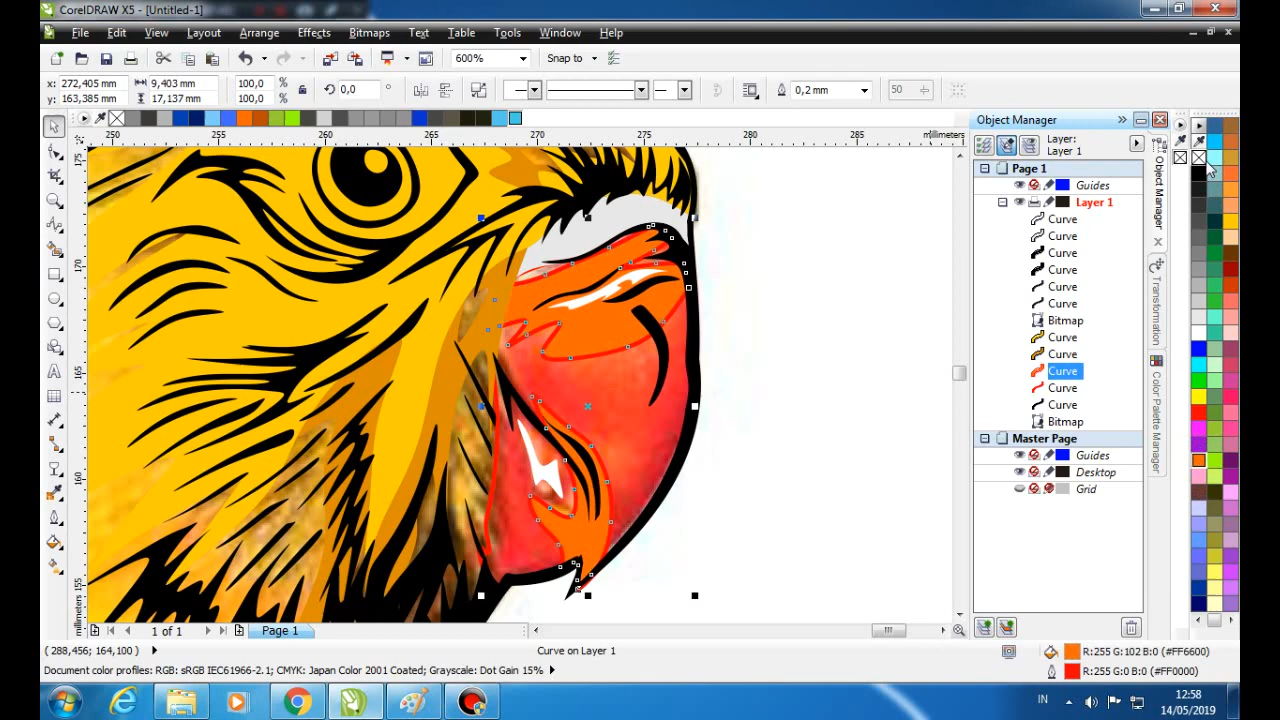 CorelDRAW X5 - [Untitled-1]
File Edit View Layout Arrange Effects Bitmaps Text Table Tools Window Help
600% Snap to
x: 272,405 mm 9,403 mm 100,0 % 0,0 ° 0,2 mm 50
y: 163,385 mm 17,137 mm 100,0 %
250 255 260 265 270 275 280 285 millimeters
175
170
165
160
155
millimeters
Object Manager
Layer:
Layer 1
Page 1
Guides
Layer 1
Curve
Curve
Curve
Curve
Curve
Curve
Bitmap
Curve
Curve
Curve
Curve
Curve
Bitmap
Master Page
Guides
Desktop
Grid
Object Manager
Transformation
Color Palette Manager
1 of 1 Page 1
( 288,456; 164,100 ) Curve on Layer 1 R:255 G:102 B:0 (#FF6600)
Document color profiles: RGB: sRGB IEC61966-2.1; CMYK: Japan Color 2001 Coated; Grayscale: Dot Gain 15% R:255 G:0 B:0 (#FF0000)
IN 12:58
14/05/2019